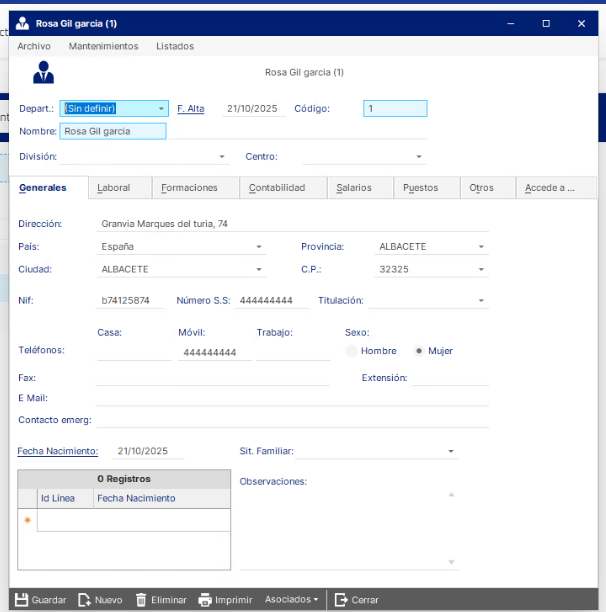 Rosa Gil garcia (1)
Archivo Mantenimientos Listados
Rosa Gil garcia (1)
Depart.: (Sin definir) F. Alta 21/10/2025 Código: 1
Nombre: Rosa Gil garcia
División: Centro:
Generales Laboral Formaciones Contabilidad Salarios Puestos Otros Accede a ...
Dirección: Granvia Marques del turia, 74
País: España Provincia: ALBACETE
Ciudad: ALBACETE C.P.: 32325
Nif: b74125874 Número S.S: 444444444 Titulación:
Casa: Móvil: Trabajo: Sexo:
Teléfonos: 444444444 Hombre Mujer
Fax: Extensión:
E Mail:
Contacto emerg:
Fecha Nacimiento: 21/10/2025 Sit. Familiar:
0 Registros Observaciones:
Id Línea Fecha Nacimiento
Guardar Nuevo Eliminar Imprimir Asociados Cerrar